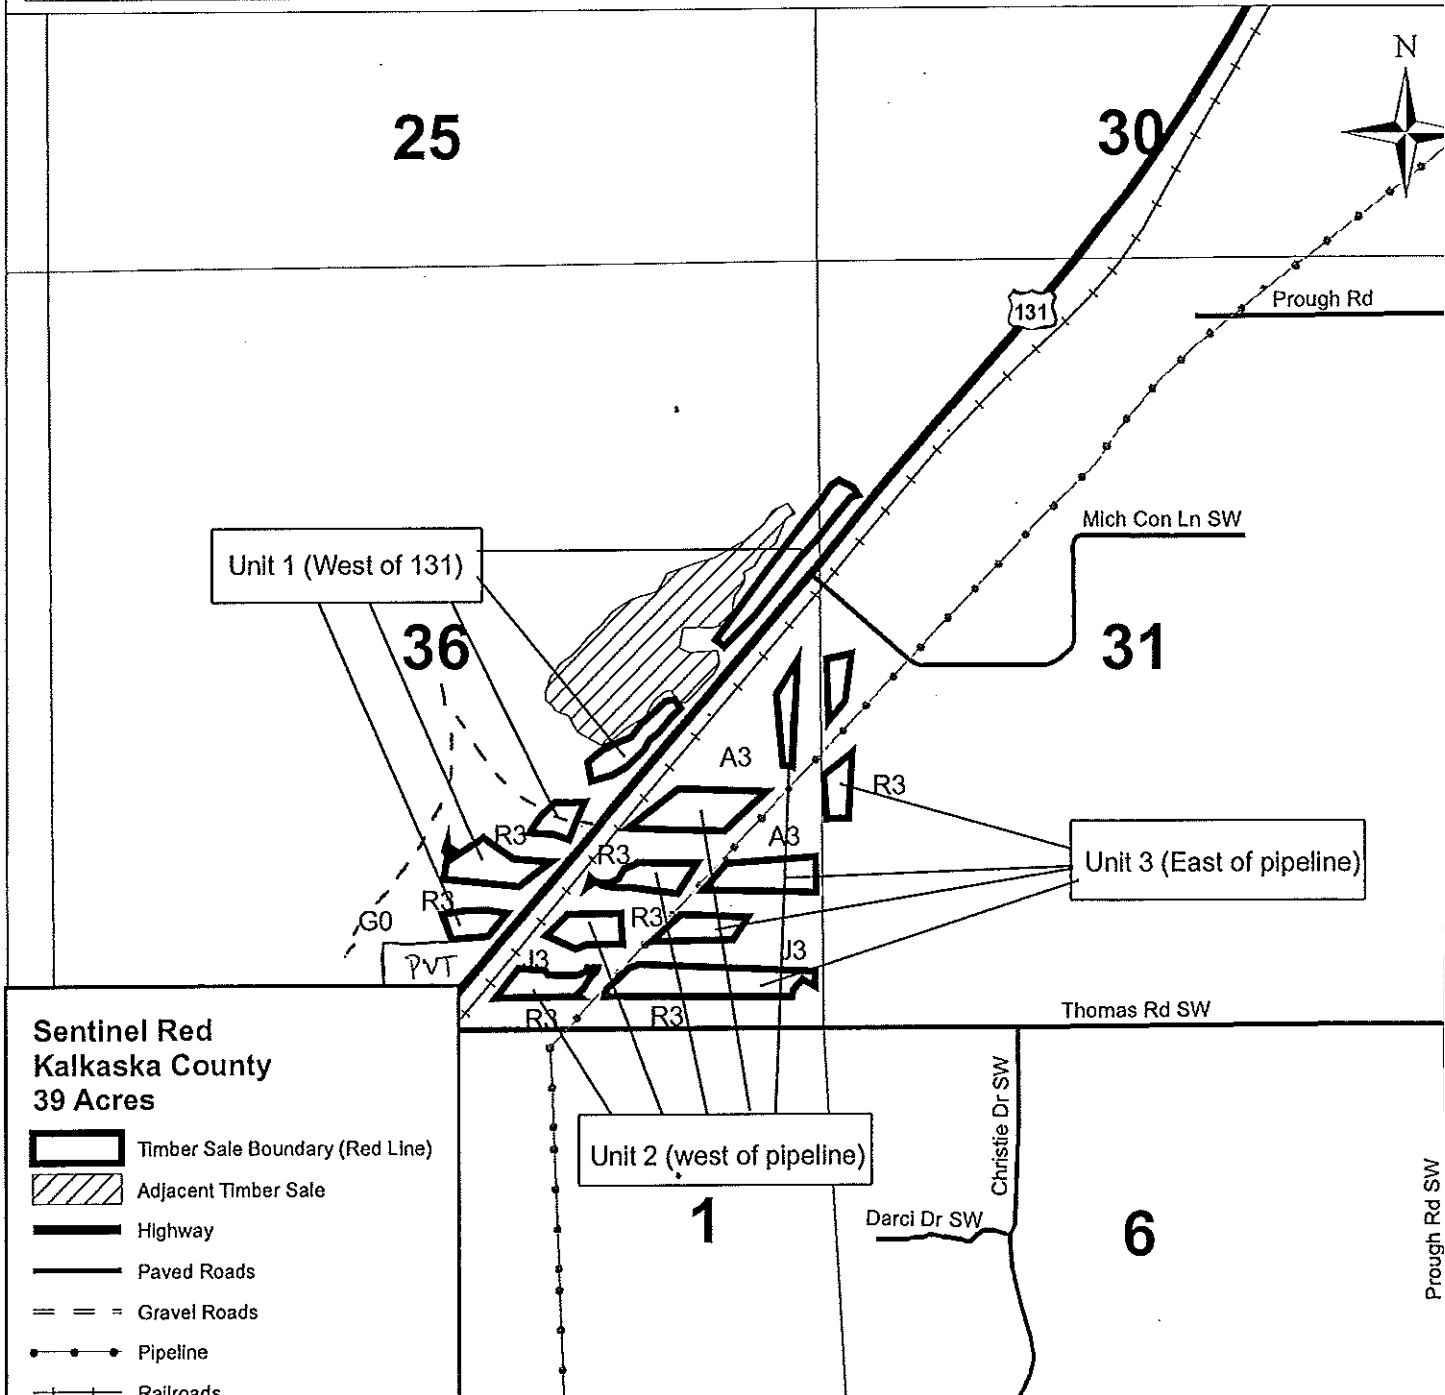 N
25
30
131
Prough Rd
Mich Con Ln SW
Unit 1 (West of 131)
36
31
A3
R3
R3
R3
A3
Unit 3 (East of pipeline)
R3
G0
R3
PVT
J3
J3
R3
R3
Thomas Rd SW
Sentinel Red
Kalkaska County
39 Acres
Timber Sale Boundary (Red Line)
Adjacent Timber Sale
Highway
Paved Roads
Gravel Roads
Pipeline
Railroads
Unit 2 (west of pipeline)
1
Christie Dr SW
Darci Dr SW
6
Prough Rd SW